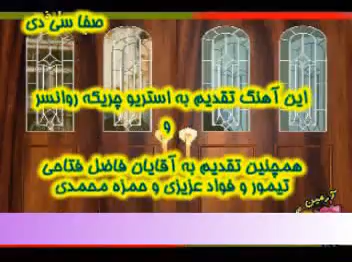 صفا سی دی
این آهنگ تقدیم به استریو چریکه روانسر
و
همچنین تقدیم به آقایان فاضل فتاحی
تیمور و فواد عزیزی و حمزه محمدی